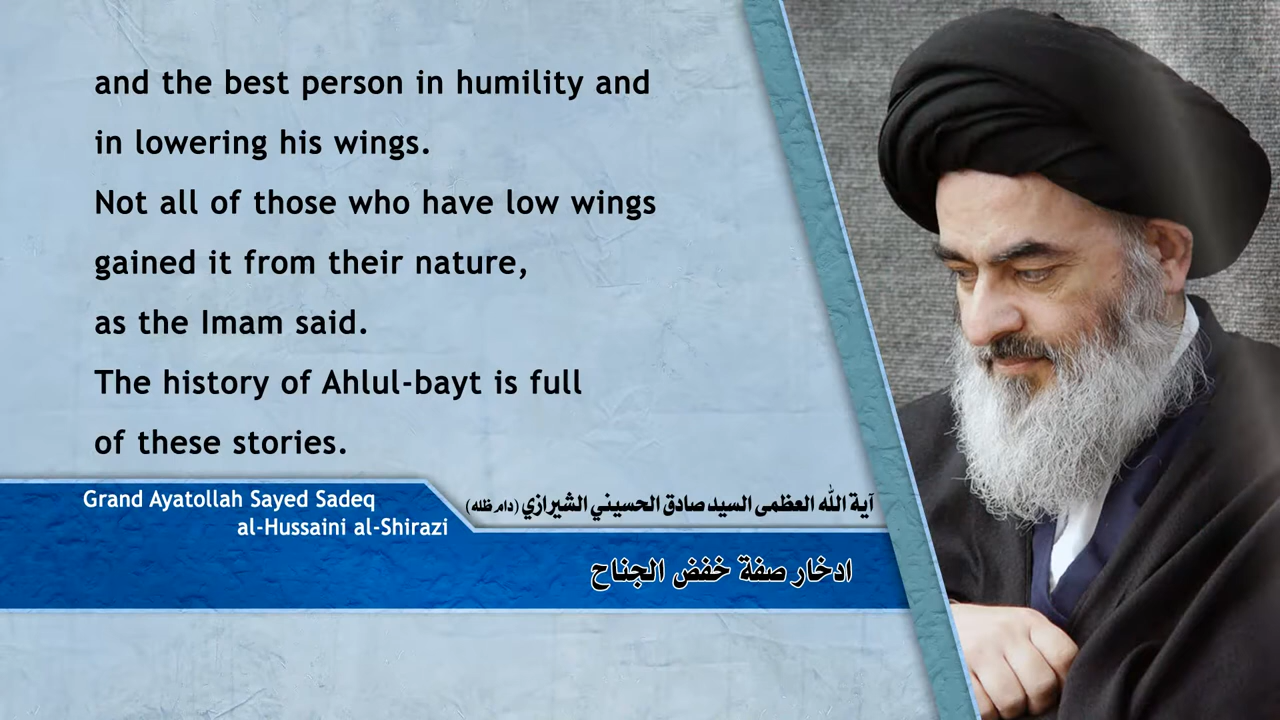 and the best person in humility and
in lowering his wings.
Not all of those who have low wings
gained it from their nature,
as the Imam said.
The history of Ahlul-bayt is full
of these stories.
Grand Ayatollah Sayed Sadeq
al-Hussaini al-Shirazi
آية الله العظمى السيد صادق الحسيني الشيرازي (دام ظله)
ادخار صفة خفض الجناح